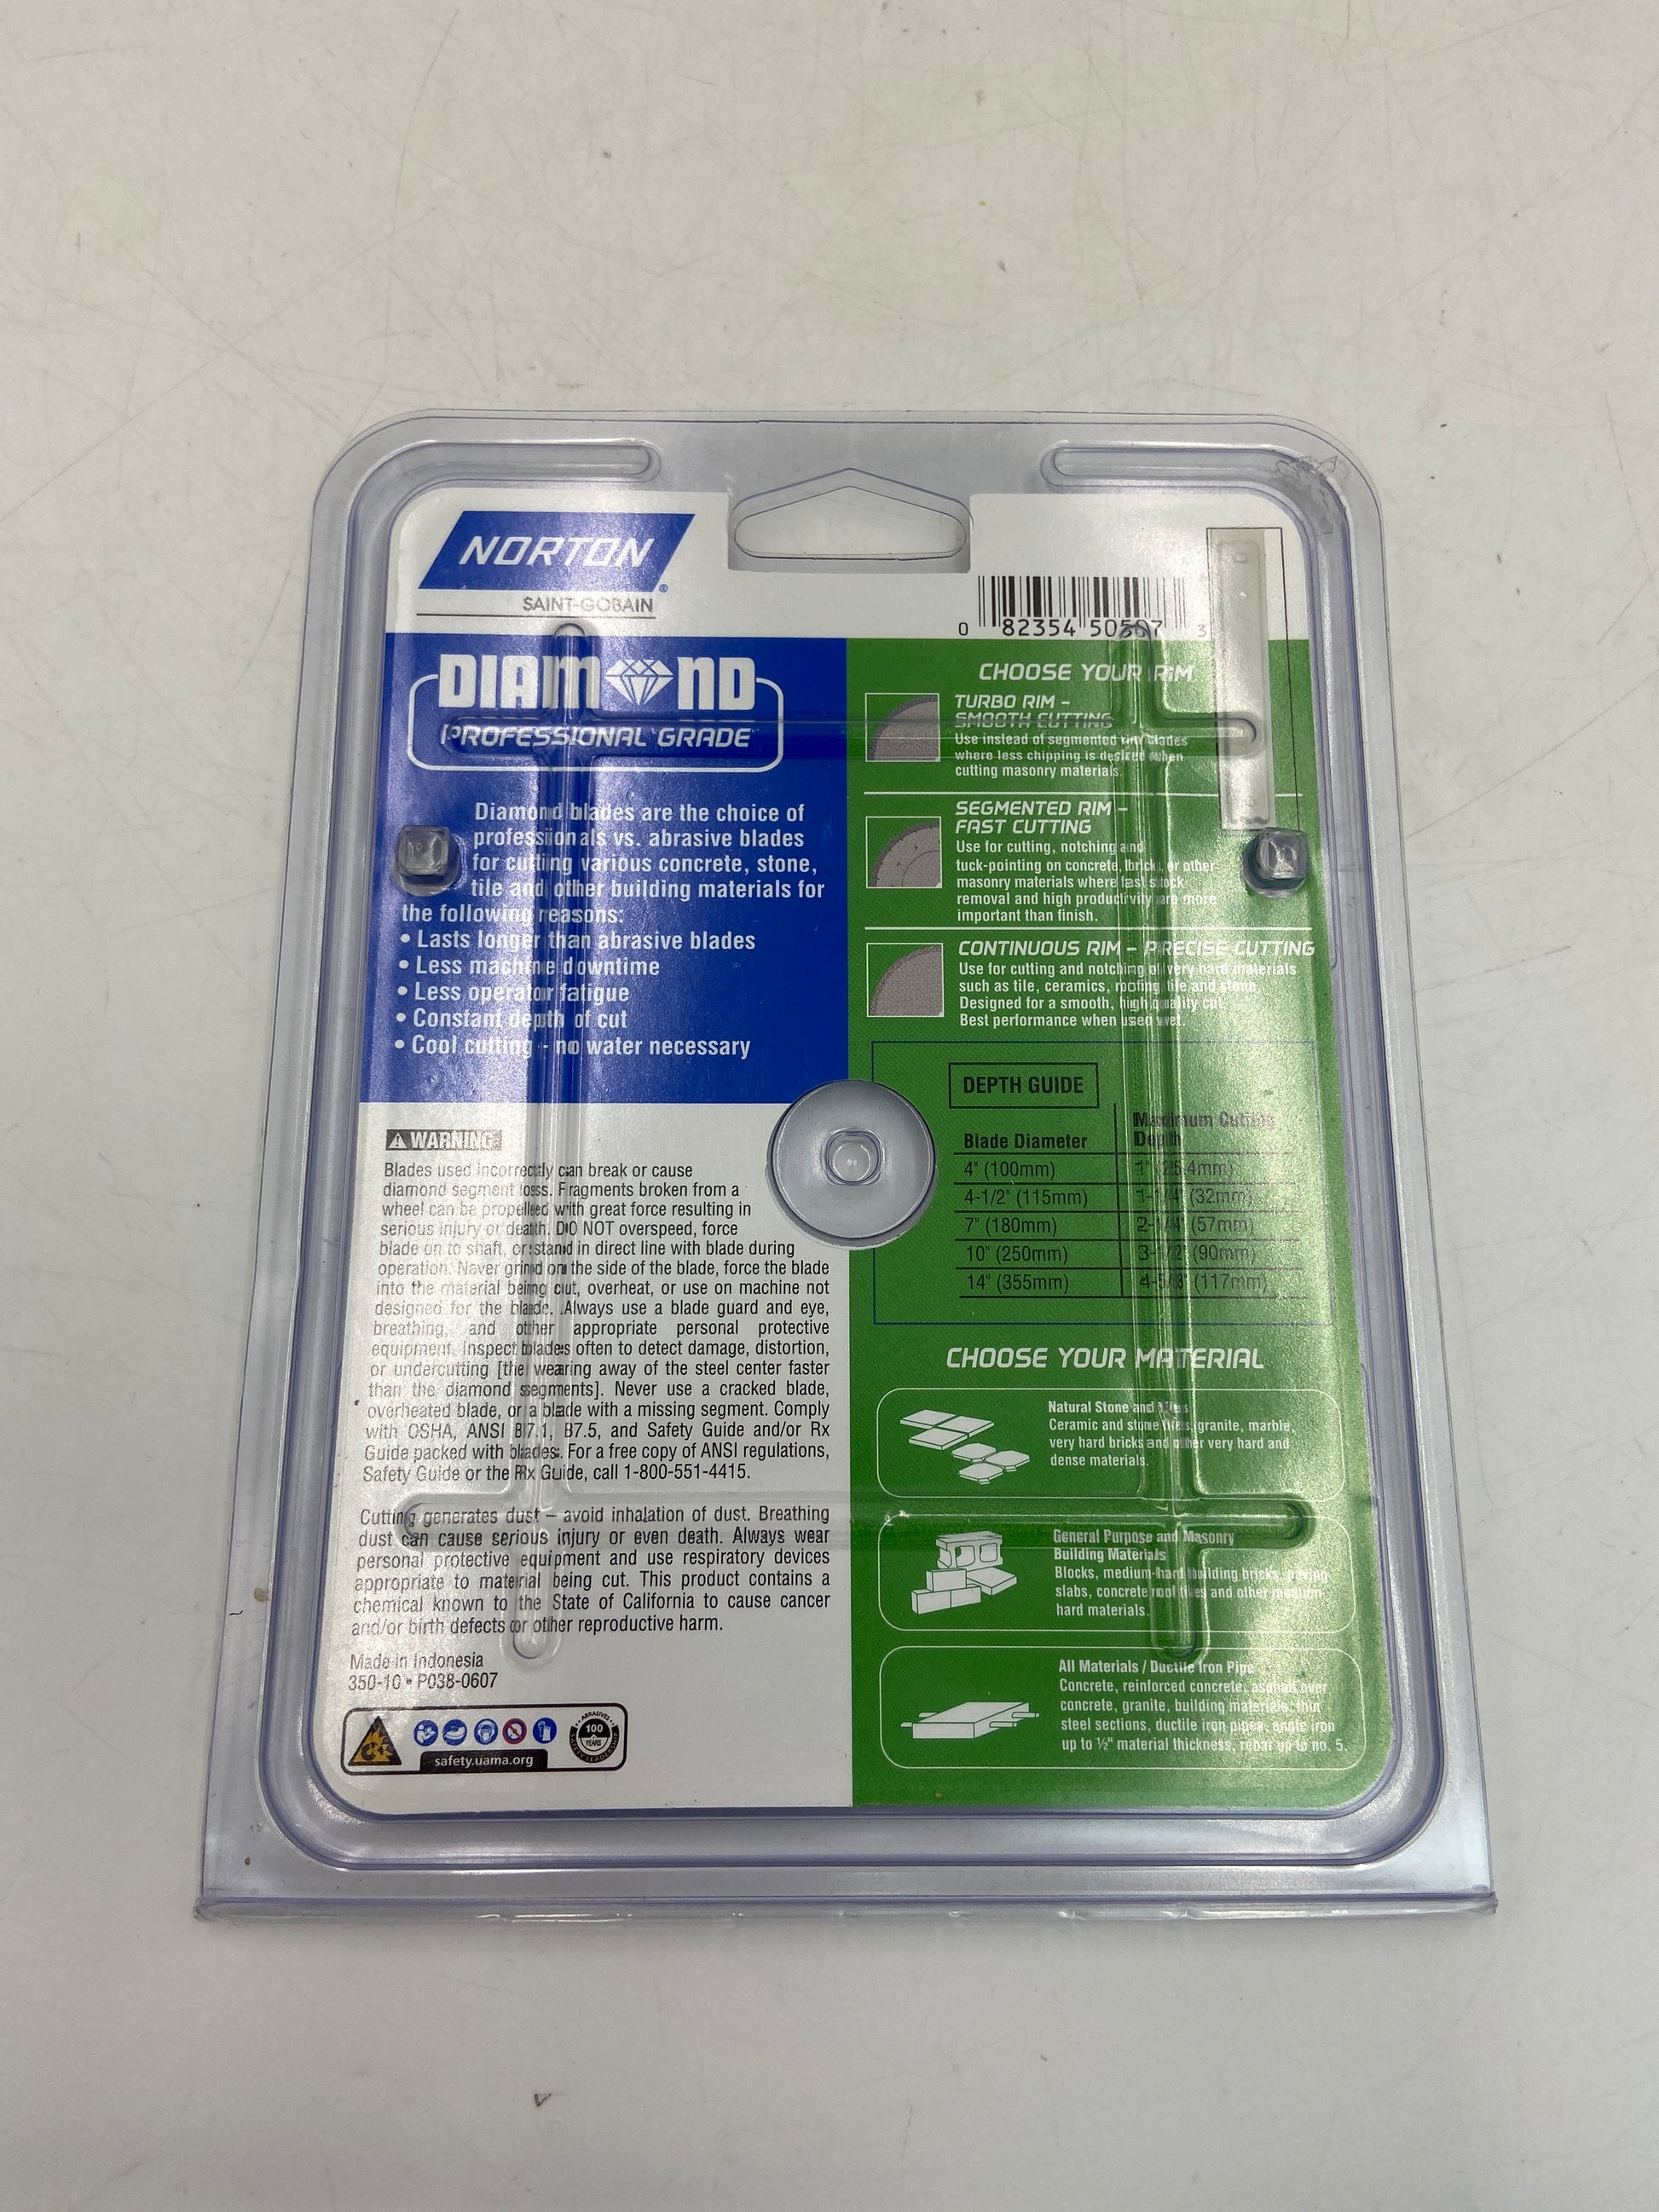 NORTON
SAINT-GOBAIN
DIAMOND
PROFESSIONAL GRADE
Diamond blades are the choice of
professionals vs. abrasive blades
for cutting various concrete, stone,
tile and other building materials for
the following reasons:
• Lasts longer than abrasive blades
• Less machine downtime
• Less operator fatigue
• Constant depth of cut
• Cool cutting - no water necessary
WARNING
Blades used incorrectly can break or cause
diamond segment loss. Fragments broken from a
wheel can be propelled with great force resulting in
serious injury or death. DO NOT overspeed, force
blade on to shaft, or stand in direct line with blade during
operation. Never grind on the side of the blade, force the blade
into the material being cut, overheat, or use on machine not
designed for the blade. Always use a blade guard and eye,
breathing, and other appropriate personal protective
equipment. Inspect blades often to detect damage, distortion,
or undercutting [the wearing away of the steel center faster
than the diamond segments]. Never use a cracked blade,
overheated blade, or a blade with a missing segment. Comply
with OSHA, ANSI B7.1, B7.5, and Safety Guide and/or Rx
Guide packed with blades. For a free copy of ANSI regulations,
Safety Guide or the Rx Guide, call 1-800-551-4415.
Cutting generates dust – avoid inhalation of dust. Breathing
dust can cause serious injury or even death. Always wear
personal protective equipment and use respiratory devices
appropriate to material being cut. This product contains a
chemical known to the State of California to cause cancer
and/or birth defects or other reproductive harm.
Made in Indonesia
350-10 • P038-0607
safety.uama.org
ABRASIVES
100
YEARS
0 82354 50507 3
CHOOSE YOUR RIM
TURBO RIM –
SMOOTH CUTTING
Use instead of segmented rim blades
where less chipping is desired when
cutting masonry materials.
SEGMENTED RIM –
FAST CUTTING
Use for cutting, notching and
tuck-pointing on concrete, brick, or other
masonry materials where fast stock
removal and high productivity are more
important than finish.
CONTINUOUS RIM – PRECISE CUTTING
Use for cutting and notching of very hard materials
such as tile, ceramics, roofing tile and stone.
Designed for a smooth, high quality cut.
Best performance when used wet.
DEPTH GUIDE
Blade Diameter Maximum Cutting Depth
4" (100mm) 1" (25.4mm)
4-1/2" (115mm) 1-1/4" (32mm)
7" (180mm) 2-1/4" (57mm)
10" (250mm) 3-1/2" (90mm)
14" (355mm) 4-5/8" (117mm)
CHOOSE YOUR MATERIAL
Natural Stone and Tiles
Ceramic and stone tiles, granite, marble,
very hard bricks and other very hard and
dense materials.
General Purpose and Masonry
Building Materials
Blocks, medium-hard building bricks, paving
slabs, concrete roof tiles and other medium-
hard materials.
All Materials / Ductile Iron Pipe
Concrete, reinforced concrete, asphalt over
concrete, granite, building materials, thin
steel sections, ductile iron pipes, angle iron
up to ½" material thickness, rebar up to no. 5.